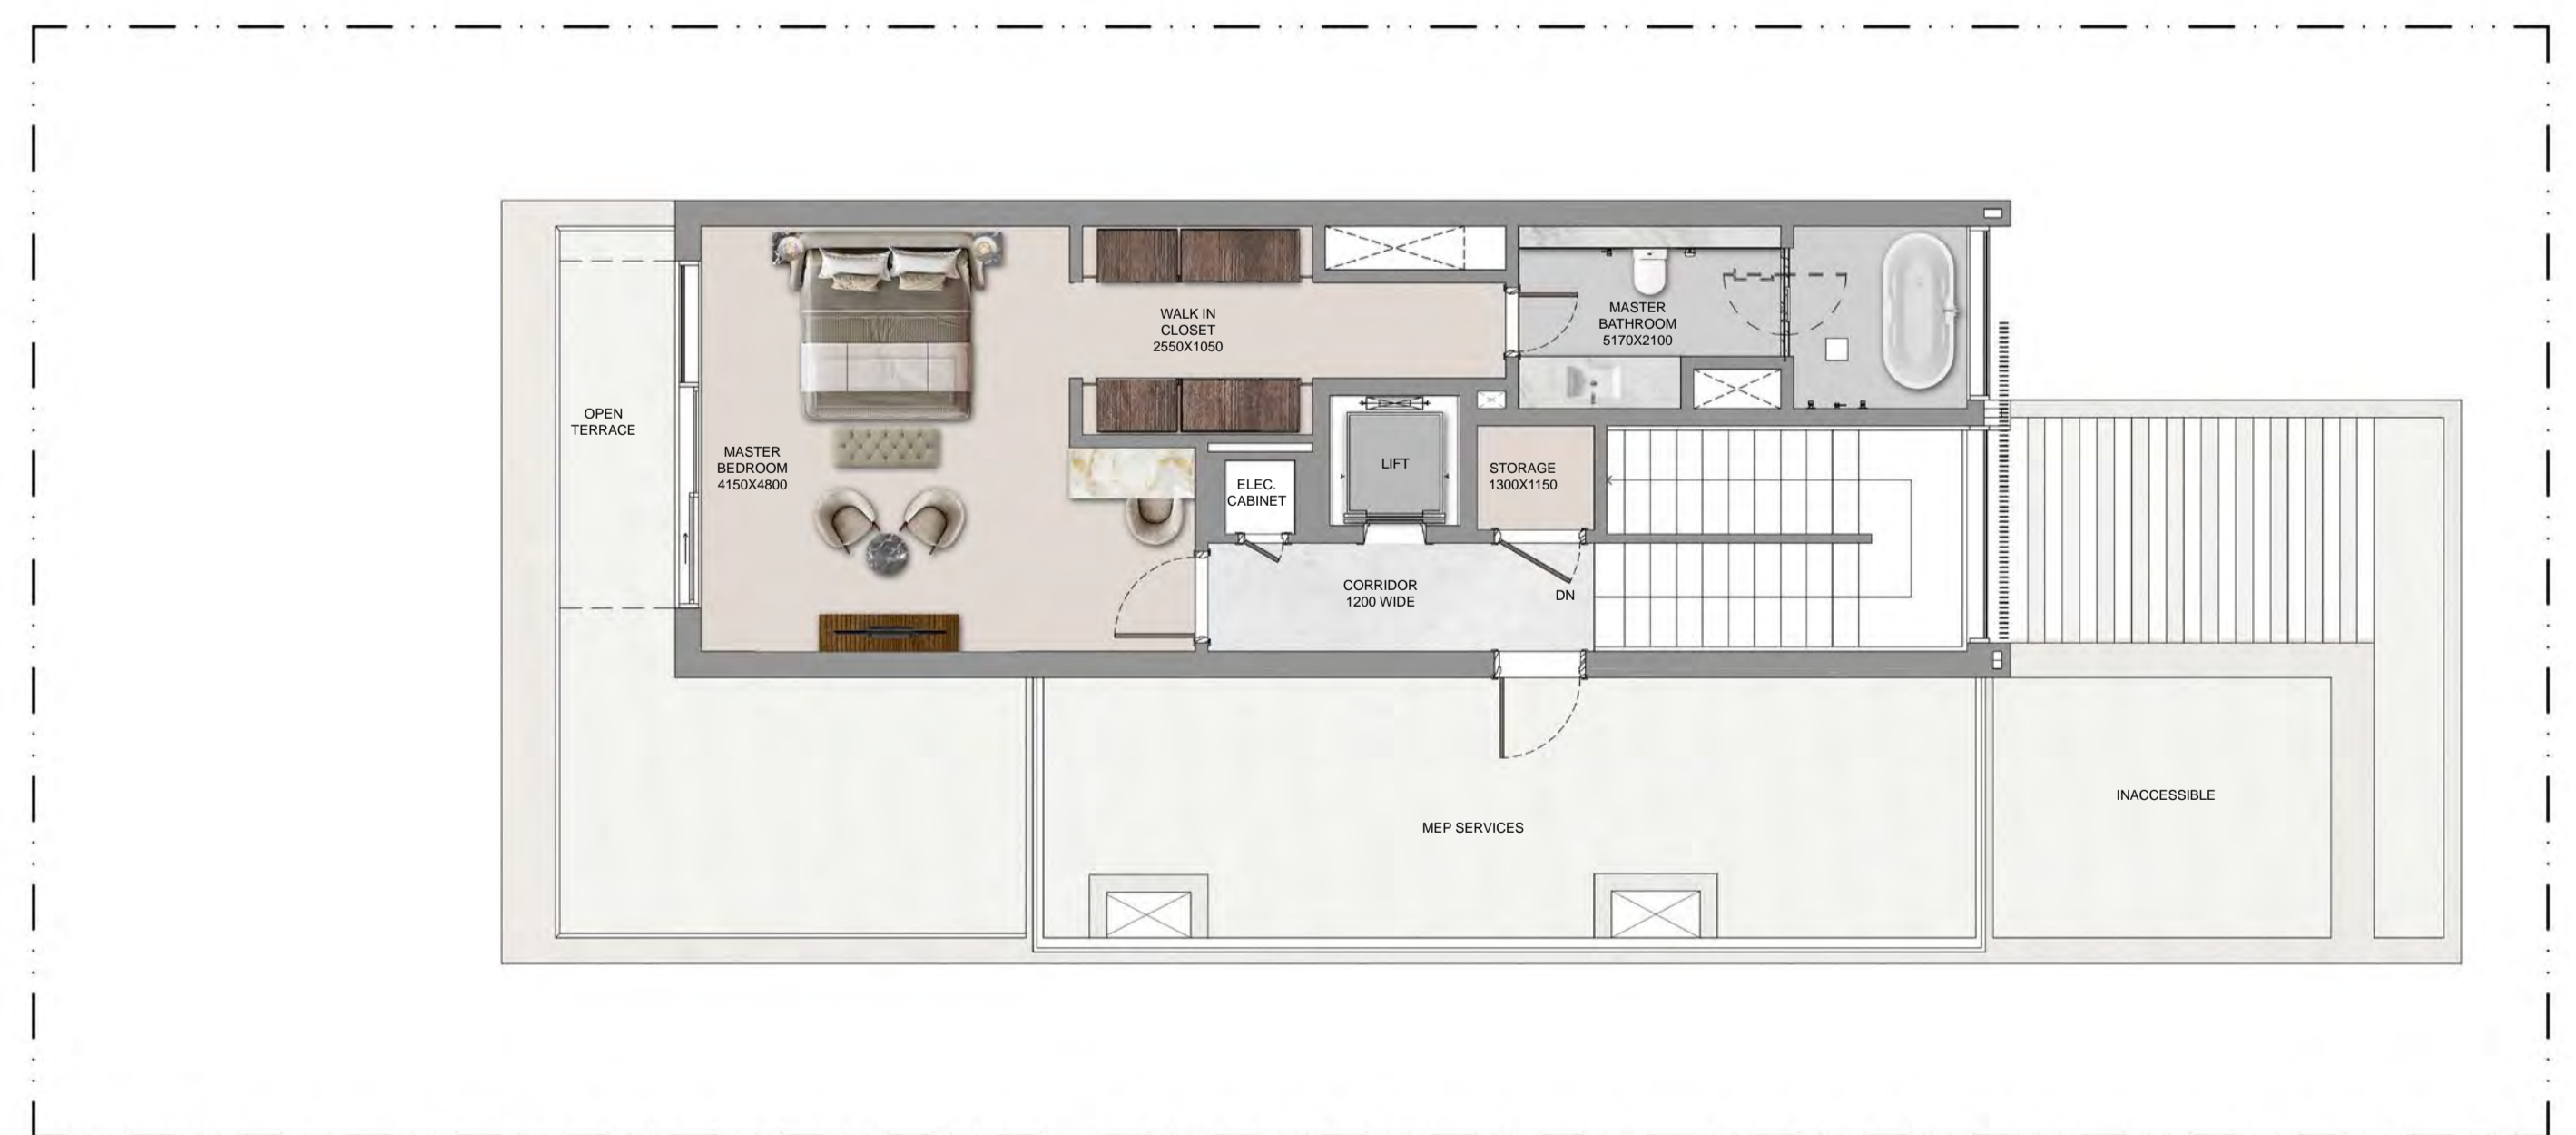 WALK IN
CLOSET
2550X1050
MASTER
BATHROOM
5170X2100
OPEN
TERRACE
MASTER
BEDROOM
4150X4800
ELEC.
CABINET
LIFT
STORAGE
1300X1150
CORRIDOR
1200 WIDE
DN
MEP SERVICES
INACCESSIBLE